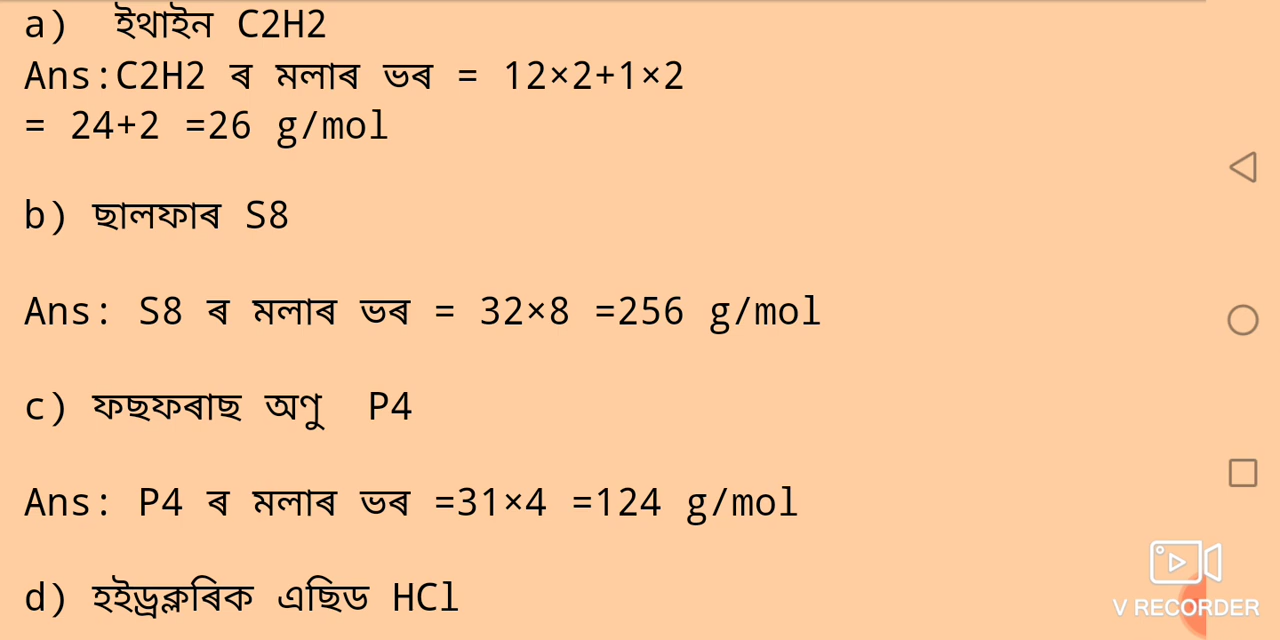 a) ইথাইন C2H2
Ans:C2H2 ৰ মলাৰ ভৰ = 12×2+1×2
= 24+2 =26 g/mol
b) ছালফাৰ S8
Ans: S8 ৰ মলাৰ ভৰ = 32×8 =256 g/mol
c) ফছফৰাছ অণু P4
Ans: P4 ৰ মলাৰ ভৰ =31×4 =124 g/mol
d) হইড্ৰক্লৰিক এছিড HCl
V RECORDER